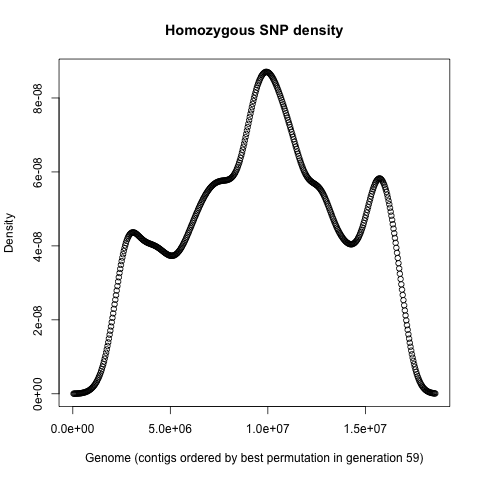 Homozygous SNP density
Density
8e-08
6e-08
4e-08
2e-08
0e+00
0.0e+00 5.0e+06 1.0e+07 1.5e+07
Genome (contigs ordered by best permutation in generation 59)